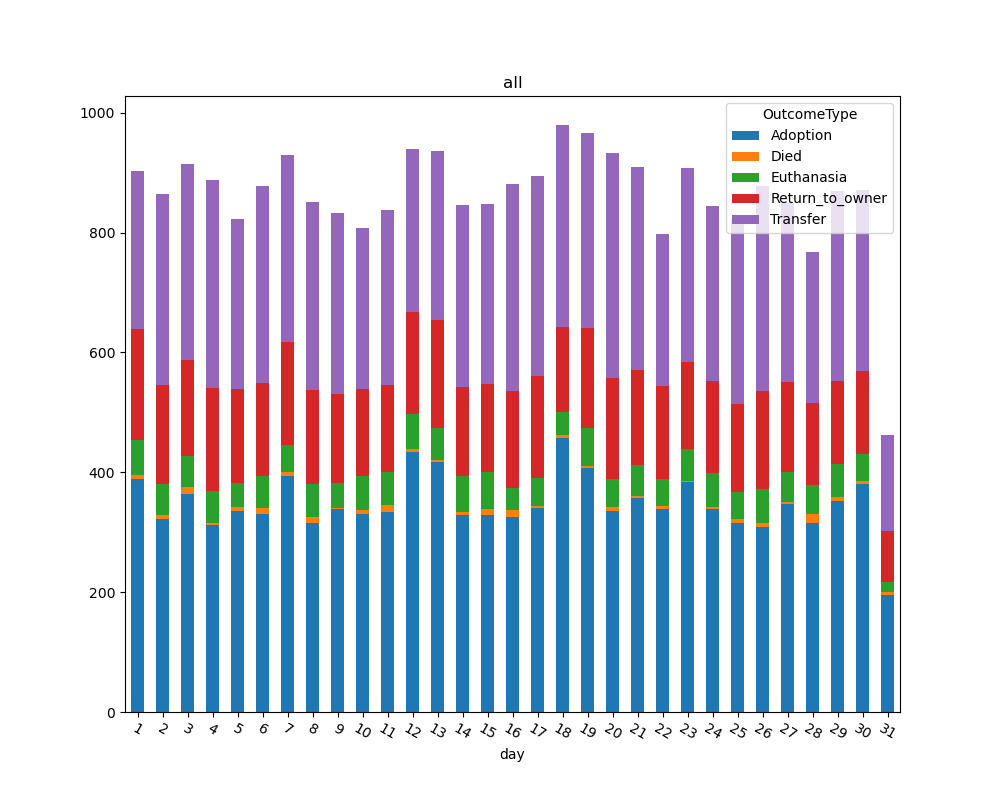 all
1000
800
600
400
200
0
OutcomeType
Adoption
Died
Euthanasia
Return_to_owner
Transfer
1 2 3 4 5 6 7 8 9 10 11 12 13 14 15 16 17 18 19 20 21 22 23 24 25 26 27 28 29 30 31
day